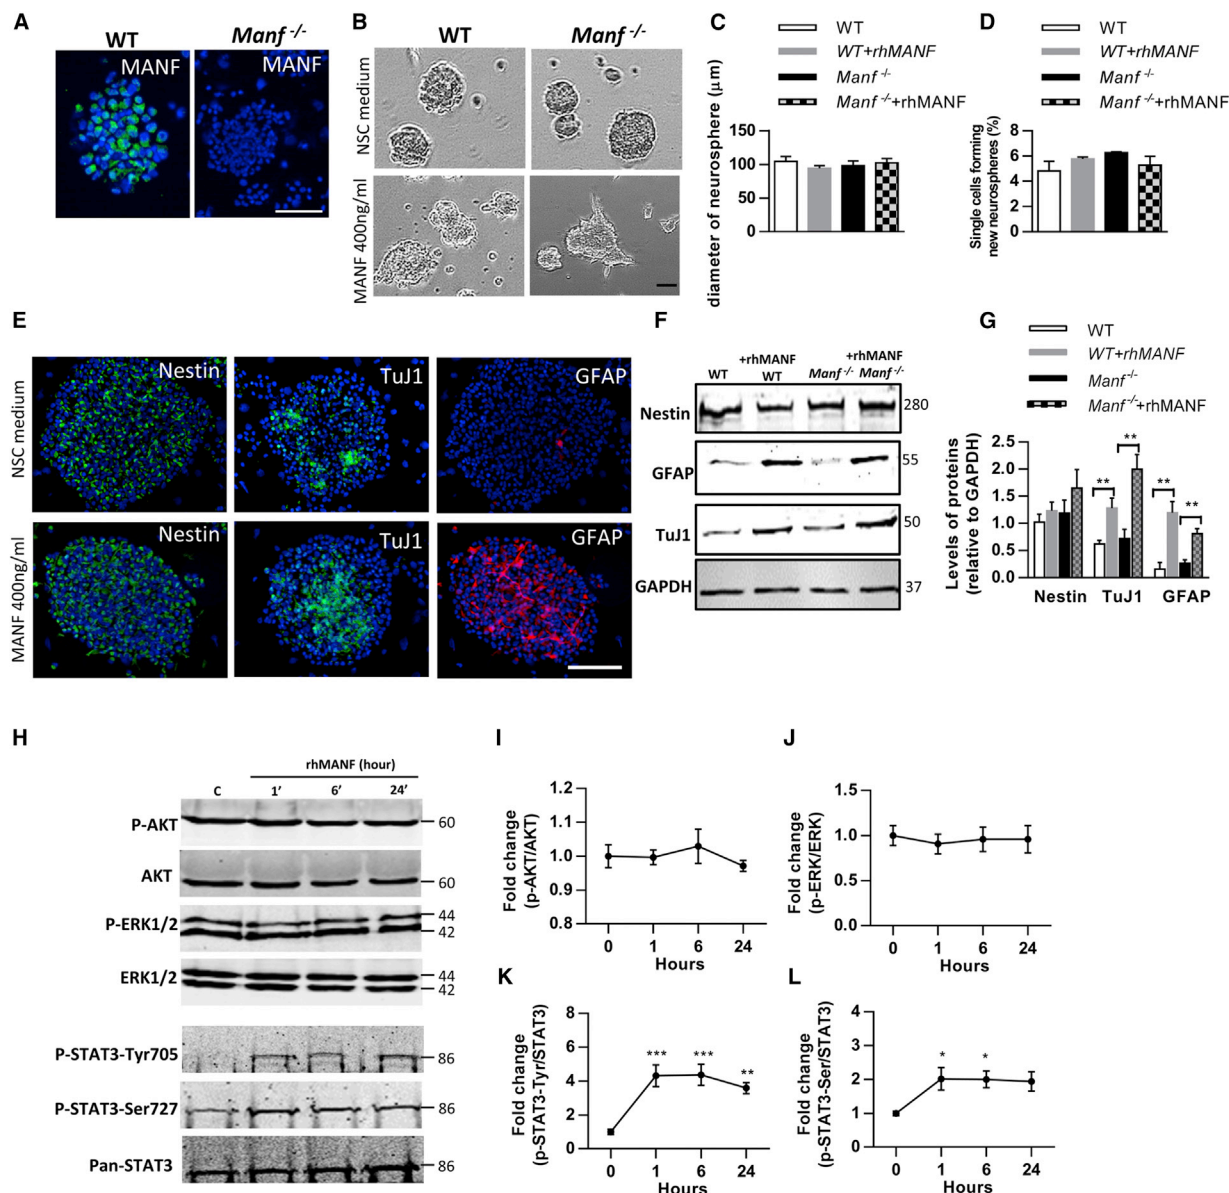 A
WT
Manf -/-
MANF
MANF
B
WT
Manf -/-
NSC medium
MANF 400ng/ml
C
WT
WT+rhMANF
Manf -/-
Manf -/-+rhMANF
diameter of neurosphere (μm)
150
100
50
0
D
WT
WT+rhMANF
Manf -/-
Manf -/-+rhMANF
Single cells forming
new neurospheres (%)
8
6
4
2
0
E
NSC medium
Nestin
TuJ1
GFAP
MANF 400ng/ml
Nestin
TuJ1
GFAP
F
+rhMANF
+rhMANF
WT
WT
Manf -/-
Manf -/-
Nestin
280
GFAP
55
TuJ1
50
GAPDH
37
G
WT
WT+rhMANF
Manf -/-
Manf -/-+rhMANF
Levels of proteins
(relative to GAPDH)
2.5
2.0
1.5
1.0
0.5
0.0
**
**
**
**
Nestin
TuJ1
GFAP
H
rhMANF (hour)
C
1’
6’
24’
P-AKT
60
AKT
60
P-ERK1/2
44
42
ERK1/2
44
42
P-STAT3-Tyr705
86
P-STAT3-Ser727
86
Pan-STAT3
86
I
Fold change
(p-AKT/AKT)
1.2
1.1
1.0
0.9
0.8
0
1
6
24
Hours
J
Fold change
(p-ERK/ERK)
1.5
1.0
0.5
0.0
0
1
6
24
Hours
K
Fold change
(p-STAT3-Tyr/STAT3)
8
6
4
2
0
***
***
**
0
1
6
24
Hours
L
Fold change
(p-STAT3-Ser/STAT3)
4
3
2
1
0
*
*
0
1
6
24
Hours